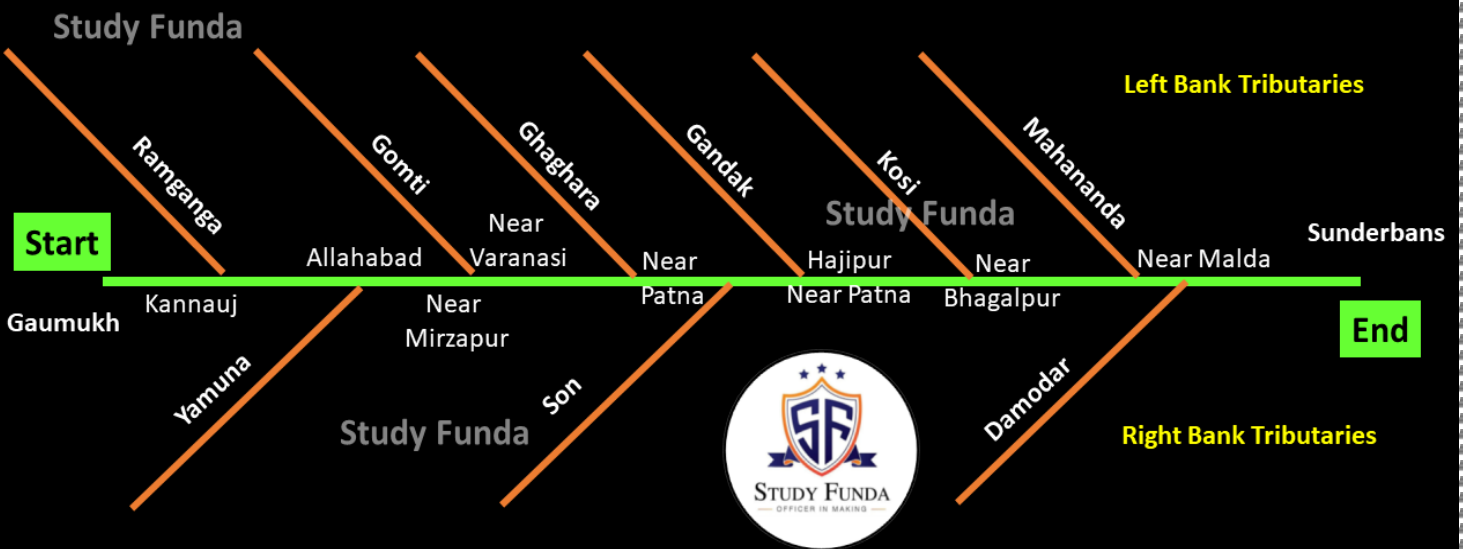 Study Funda
Left Bank Tributaries
Ramganga
Gomti
Ghaghara
Gandak
Kosi
Mahananda
Study Funda
Start
Allahabad
Near
Varanasi
Near
Patna
Hajipur
Near Patna
Near
Bhagalpur
Near Malda
Sunderbans
Gaumukh
Kannauj
Near
Mirzapur
End
Yamuna
Son
Damodar
Study Funda
Right Bank Tributaries
SF
STUDY FUNDA
OFFICER IN MAKING